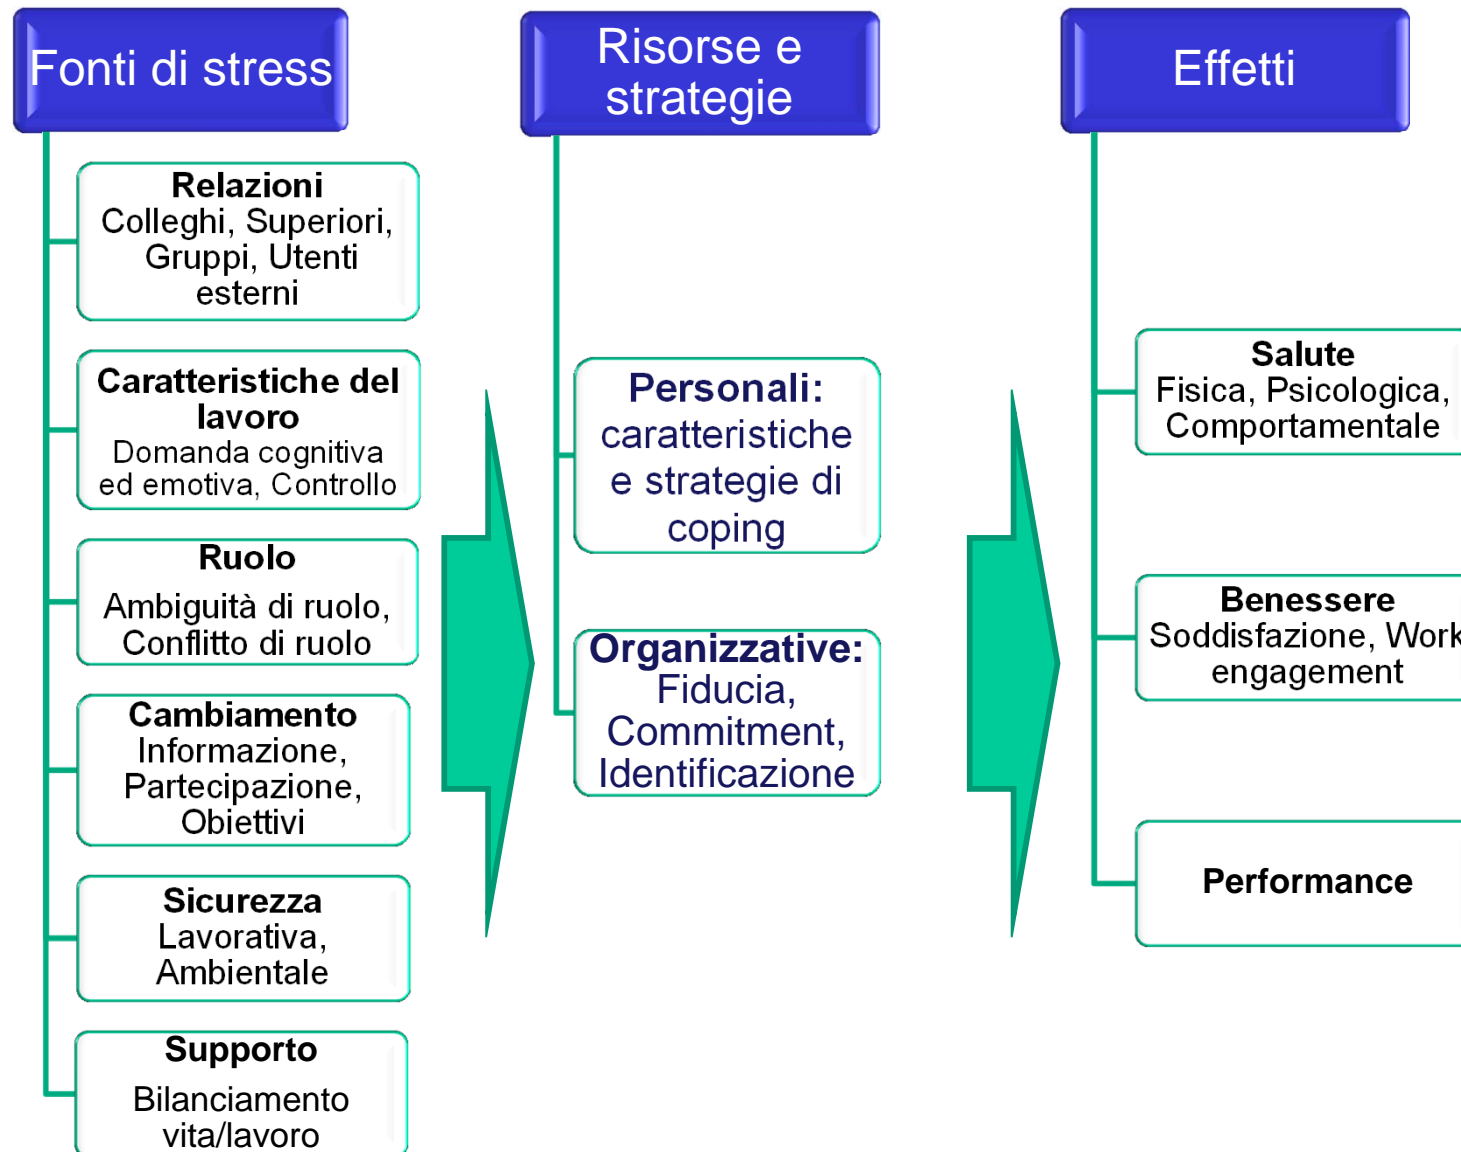 Fonti di stress
Relazioni
Colleghi, Superiori,
Gruppi, Utenti
esterni
Caratteristiche del
lavoro
Domanda cognitiva
ed emotiva, Controllo
Ruolo
Ambiguità di ruolo,
Conflitto di ruolo
Cambiamento
Informazione,
Partecipazione,
Obiettivi
Sicurezza
Lavorativa,
Ambientale
Supporto
Bilanciamento
vita/lavoro
Risorse e
strategie
Personali:
caratteristiche
e strategie di
coping
Organizzative:
Fiducia,
Commitment,
Identificazione
Effetti
Salute
Fisica, Psicologica,
Comportamentale
Benessere
Soddisfazione, Work
engagement
Performance